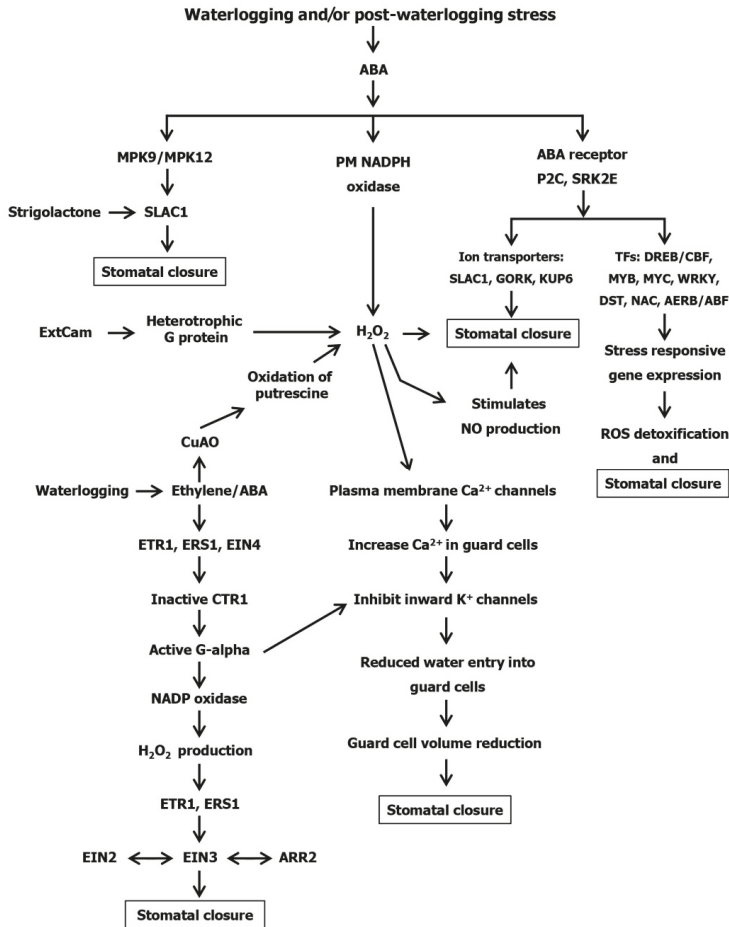 Waterlogging and/or post-waterlogging stress
ABA
MPK9/MPK12
PM NADPH
oxidase
ABA receptor
P2C, SRK2E
Strigolactone
SLAC1
Stomatal closure
Ion transporters:
SLAC1, GORK, KUP6
TFs: DREB/CBF,
MYB, MYC, WRKY,
DST, NAC, AERB/ABF
ExtCam
Heterotrophic
G protein
H₂O₂
Stomatal closure
Stress responsive
gene expression
Oxidation of
putrescine
Stimulates
NO production
CuAO
ROS detoxification
and
Stomatal closure
Waterlogging
Ethylene/ABA
Plasma membrane Ca²⁺ channels
ETR1, ERS1, EIN4
Increase Ca²⁺ in guard cells
Inactive CTR1
Inhibit inward K⁺ channels
Active G-alpha
Reduced water entry into
guard cells
NADP oxidase
H₂O₂ production
Guard cell volume reduction
ETR1, ERS1
Stomatal closure
EIN2
EIN3
ARR2
Stomatal closure